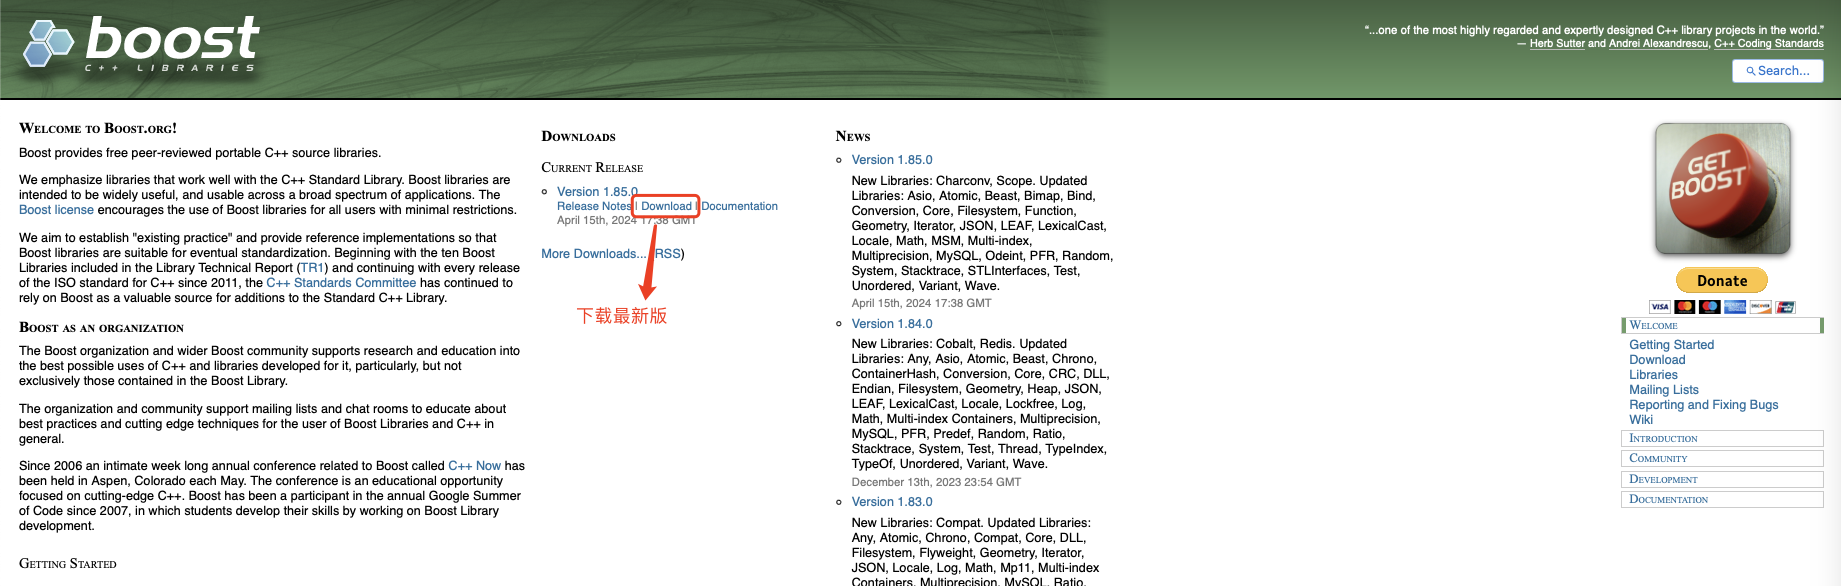 boost
C++ LIBRARIES
“...one of the most highly regarded and expertly designed C++ library projects in the world.”
— Herb Sutter and Andrei Alexandrescu, C++ Coding Standards
Search...
Welcome to Boost.org!
Boost provides free peer-reviewed portable C++ source libraries.
We emphasize libraries that work well with the C++ Standard Library. Boost libraries are
intended to be widely useful, and usable across a broad spectrum of applications. The
Boost license encourages the use of Boost libraries for all users with minimal restrictions.
We aim to establish "existing practice" and provide reference implementations so that
Boost libraries are suitable for eventual standardization. Beginning with the ten Boost
Libraries included in the Library Technical Report (TR1) and continuing with every release
of the ISO standard for C++ since 2011, the C++ Standards Committee has continued to
rely on Boost as a valuable source for additions to the Standard C++ Library.
Boost as an organization
The Boost organization and wider Boost community supports research and education into
the best possible uses of C++ and libraries developed for it, particularly, but not
exclusively those contained in the Boost Library.
The organization and community support mailing lists and chat rooms to educate about
best practices and cutting edge techniques for the user of Boost Libraries and C++ in
general.
Since 2006 an intimate week long annual conference related to Boost called C++ Now has
been held in Aspen, Colorado each May. The conference is an educational opportunity
focused on cutting-edge C++. Boost has been a participant in the annual Google Summer
of Code since 2007, in which students develop their skills by working on Boost Library
development.
Getting Started
Downloads
Current Release
Version 1.85.0
Release Notes | Download | Documentation
April 15th, 2024 17:38 GMT
More Downloads... RSS)
下载最新版
News
Version 1.85.0
New Libraries: Charconv, Scope. Updated
Libraries: Asio, Atomic, Beast, Bimap, Bind,
Conversion, Core, Filesystem, Function,
Geometry, Iterator, JSON, LEAF, LexicalCast,
Locale, Math, MSM, Multi-index,
Multiprecision, MySQL, Odeint, PFR, Random,
System, Stacktrace, STLInterfaces, Test,
Unordered, Variant, Wave.
April 15th, 2024 17:38 GMT
Version 1.84.0
New Libraries: Cobalt, Redis. Updated
Libraries: Any, Asio, Atomic, Beast, Chrono,
ContainerHash, Conversion, Core, CRC, DLL,
Endian, Filesystem, Geometry, Heap, JSON,
LEAF, LexicalCast, Locale, Lockfree, Log,
Math, Multi-index Containers, Multiprecision,
MySQL, PFR, Predef, Random, Ratio,
Stacktrace, System, Test, Thread, TypeIndex,
TypeOf, Unordered, Variant, Wave.
December 13th, 2023 23:54 GMT
Version 1.83.0
New Libraries: Compat. Updated Libraries:
Any, Atomic, Chrono, Compat, Core, DLL,
Filesystem, Flyweight, Geometry, Iterator,
JSON, Locale, Log, Math, Mp11, Multi-index
Containers, Multiprecision, MySQL, Ratio,
GET
BOOST
Donate
VISA
DISCOVER
Welcome
Getting Started
Download
Libraries
Mailing Lists
Reporting and Fixing Bugs
Wiki
Introduction
Community
Development
Documentation